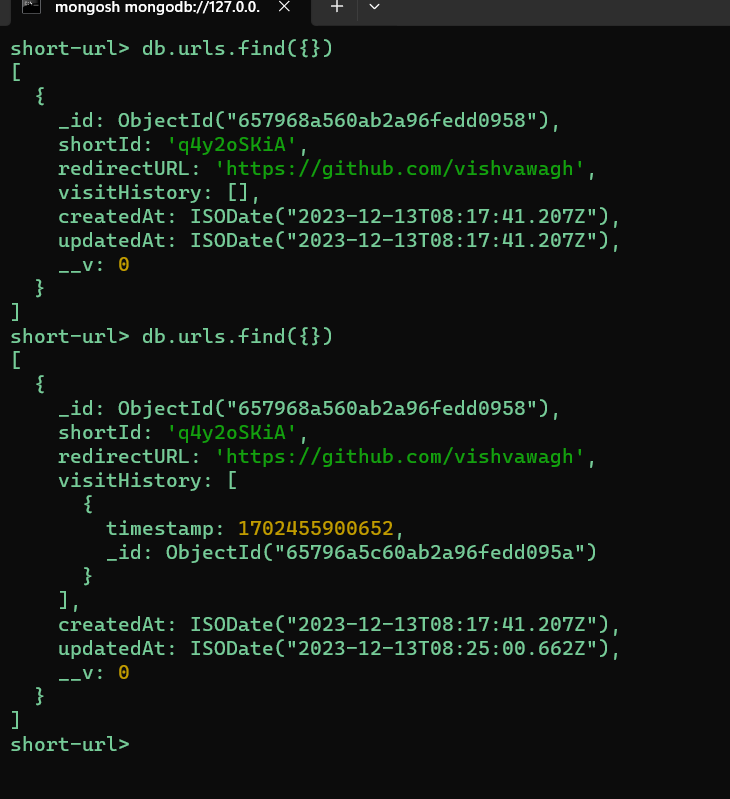 mongosh mongodb://127.0.0.
short-url> db.urls.find({})
[
  {
    _id: ObjectId("657968a560ab2a96fedd0958"),
    shortId: 'q4y2oSKiA',
    redirectURL: 'https://github.com/vishvawagh',
    visitHistory: [],
    createdAt: ISODate("2023-12-13T08:17:41.207Z"),
    updatedAt: ISODate("2023-12-13T08:17:41.207Z"),
    __v: 0
  }
]
short-url> db.urls.find({})
[
  {
    _id: ObjectId("657968a560ab2a96fedd0958"),
    shortId: 'q4y2oSKiA',
    redirectURL: 'https://github.com/vishvawagh',
    visitHistory: [
      {
        timestamp: 1702455900652,
        _id: ObjectId("65796a5c60ab2a96fedd095a")
      }
    ],
    createdAt: ISODate("2023-12-13T08:17:41.207Z"),
    updatedAt: ISODate("2023-12-13T08:25:00.662Z"),
    __v: 0
  }
]
short-url>